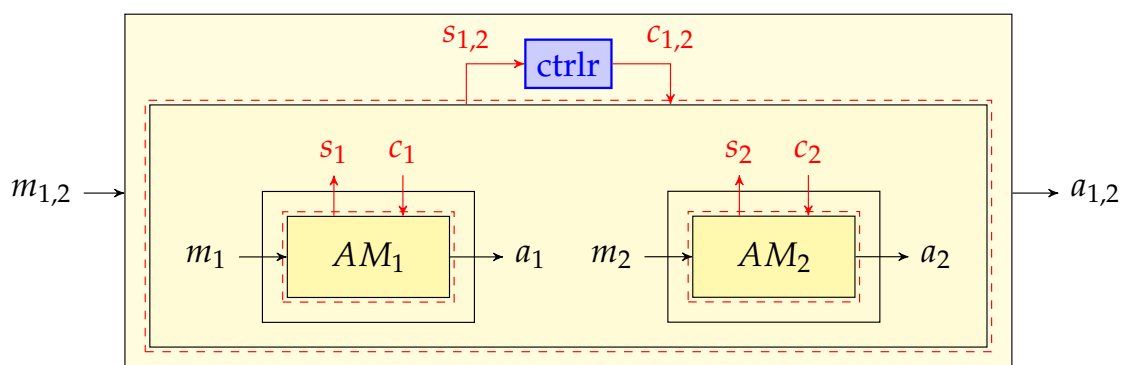 s1,2 c1,2
ctrlr
s1 c1 s2 c2
m1,2 a1,2
m1 AM1 a1 m2 AM2 a2